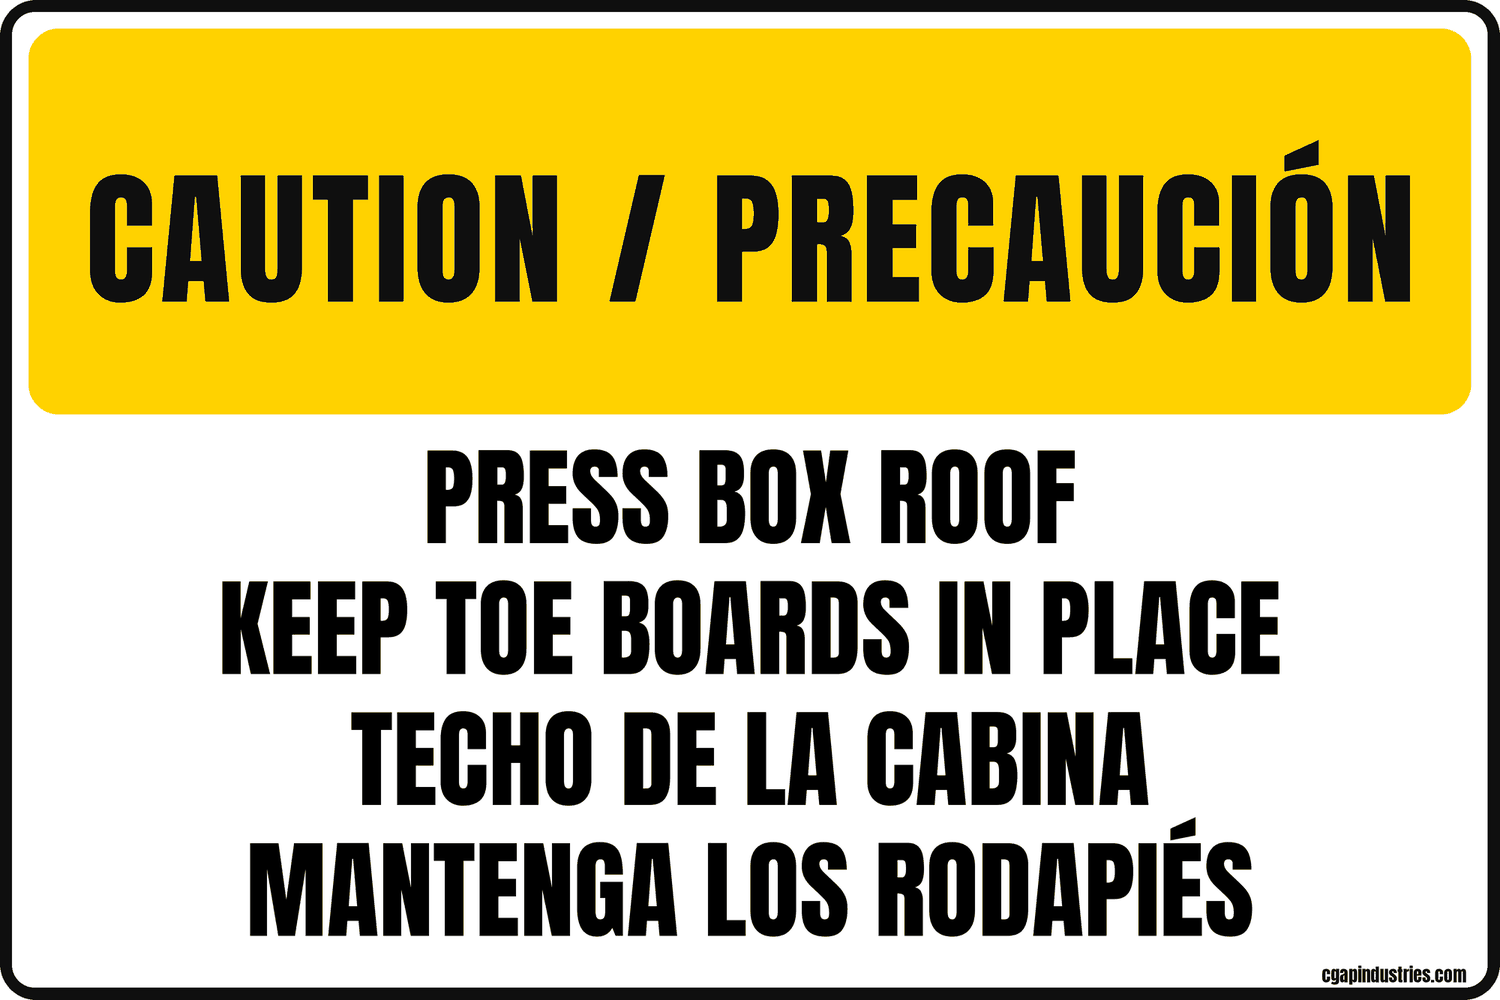 CAUTION / PRECAUCIÓN
PRESS BOX ROOF
KEEP TOE BOARDS IN PLACE
TECHO DE LA CABINA
MANTENGA LOS RODAPIÉS
cgapindustries.com